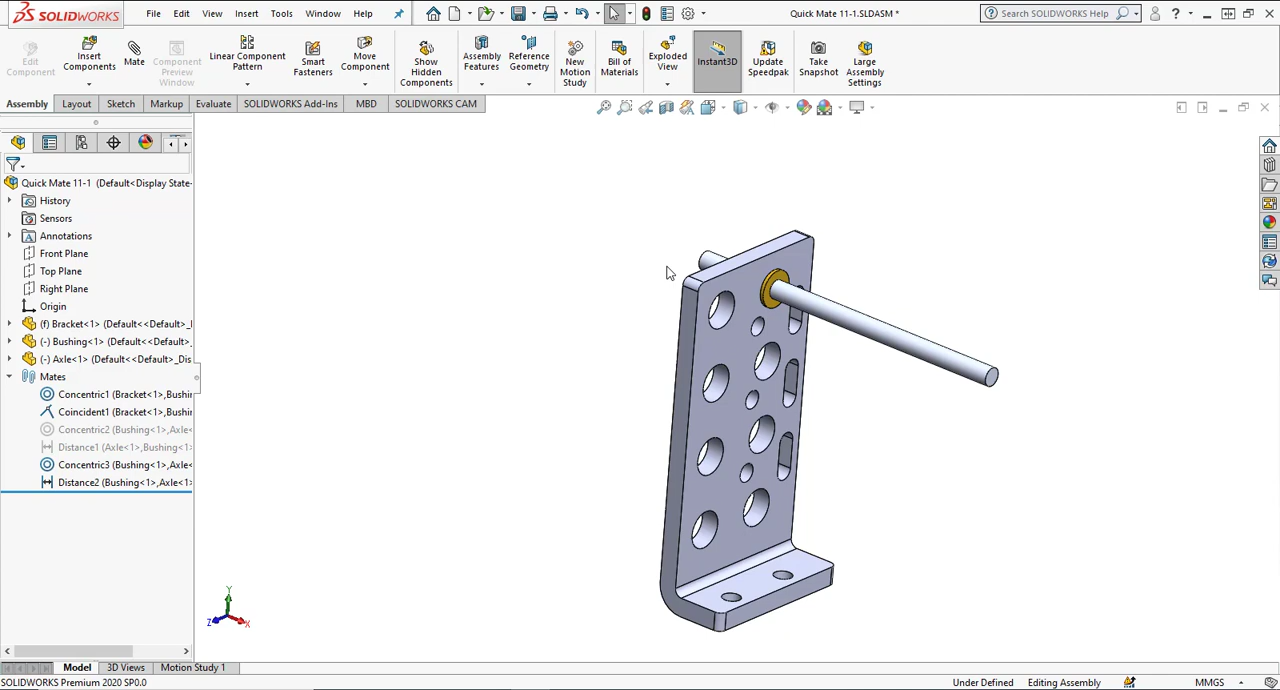 SOLIDWORKS
File Edit View Insert Tools Window Help
Quick Mate 11-1.SLDASM *
Search SOLIDWORKS Help
Edit Component
Insert Components
Mate
Component Preview Window
Linear Component Pattern
Smart Fasteners
Move Component
Show Hidden Components
Assembly Features
Reference Geometry
New Motion Study
Bill of Materials
Exploded View
Instant3D
Update Speedpak
Take Snapshot
Large Assembly Settings
Assembly Layout Sketch Markup Evaluate SOLIDWORKS Add-Ins MBD SOLIDWORKS CAM
Quick Mate 11-1 (Default<Display State-
History
Sensors
Annotations
Front Plane
Top Plane
Right Plane
Origin
(f) Bracket<1> (Default<<Default>_
(-) Bushing<1> (Default<<Default>_
(-) Axle<1> (Default<<Default>_Dis
Mates
Concentric1 (Bracket<1>,Bushi
Coincident1 (Bracket<1>,Bushi
Concentric2 (Bushing<1>,Axle<
Distance1 (Axle<1>,Bushing<1>
Concentric3 (Bushing<1>,Axle<
Distance2 (Bushing<1>,Axle<1>
Y
Z X
Model 3D Views Motion Study 1
SOLIDWORKS Premium 2020 SP0.0
Under Defined Editing Assembly MMGS